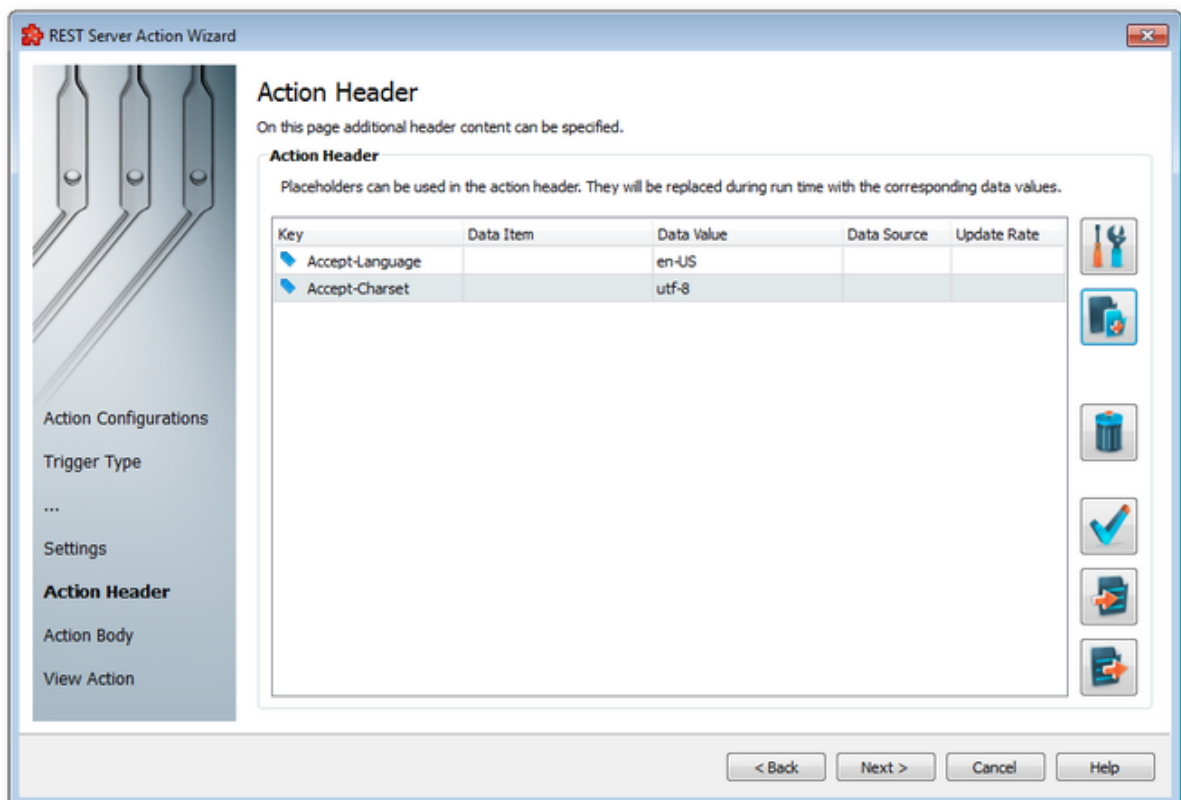 REST Server Action Wizard
Action Header
On this page additional header content can be specified.
Action Header
Placeholders can be used in the action header. They will be replaced during run time with the corresponding data values.
Key Data Item Data Value Data Source Update Rate
Accept-Language en-US
Accept-Charset utf-8
Action Configurations
Trigger Type
...
Settings
Action Header
Action Body
View Action
< Back Next > Cancel Help